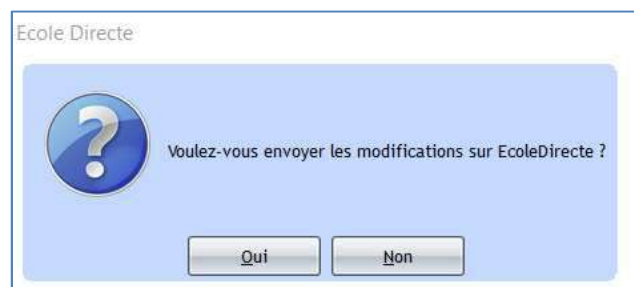 Ecole Directe
Voulez-vous envoyer les modifications sur EcoleDirecte ?
Oui
Non